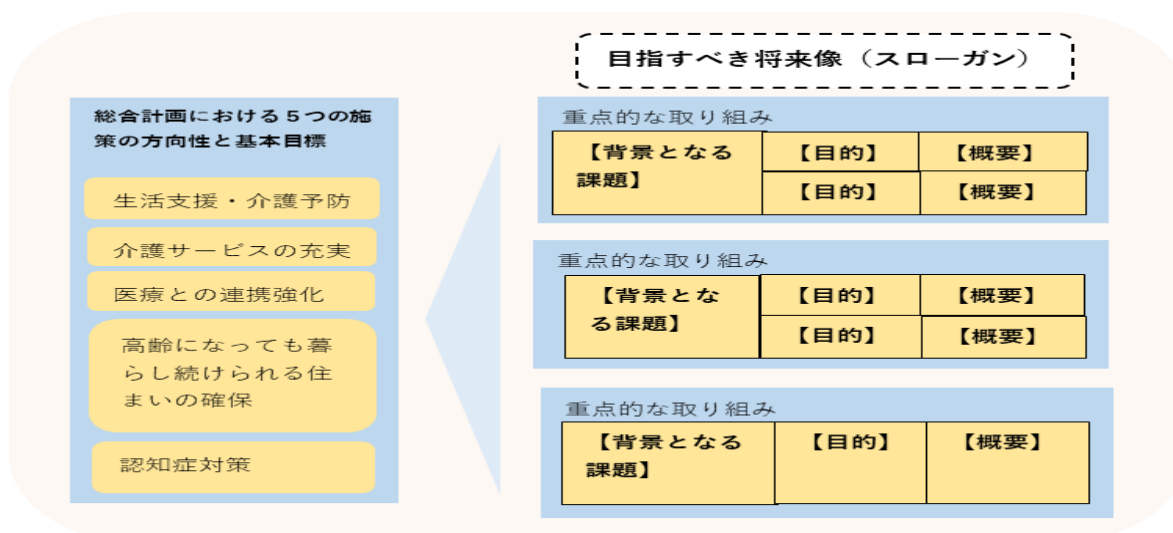 目指すべき将来像（スローガン）
総合計画における５つの施
策の方向性と基本目標
生活支援・介護予防
介護サービスの充実
医療との連携強化
高齢になっても暮
らし続けられる住
まいの確保
認知症対策
重点的な取り組み
【背景となる
課題】
【目的】
【概要】
【目的】
【概要】
重点的な取り組み
【背景とな
る課題】
【目的】
【概要】
【目的】
【概要】
重点的な取り組み
【背景となる
課題】
【目的】
【概要】